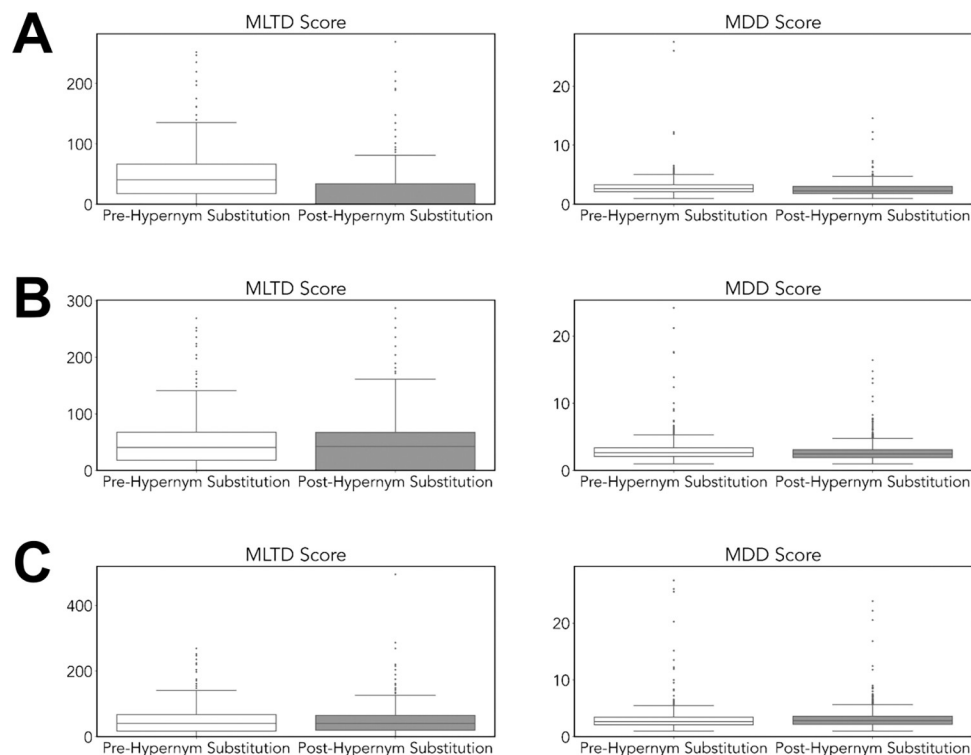 A
MLTD Score
200
100
0
Pre-Hypernym Substitution Post-Hypernym Substitution
MDD Score
20
10
0
Pre-Hypernym Substitution Post-Hypernym Substitution
B
MLTD Score
300
200
100
0
Pre-Hypernym Substitution Post-Hypernym Substitution
MDD Score
20
10
0
Pre-Hypernym Substitution Post-Hypernym Substitution
C
MLTD Score
400
200
0
Pre-Hypernym Substitution Post-Hypernym Substitution
MDD Score
20
10
0
Pre-Hypernym Substitution Post-Hypernym Substitution